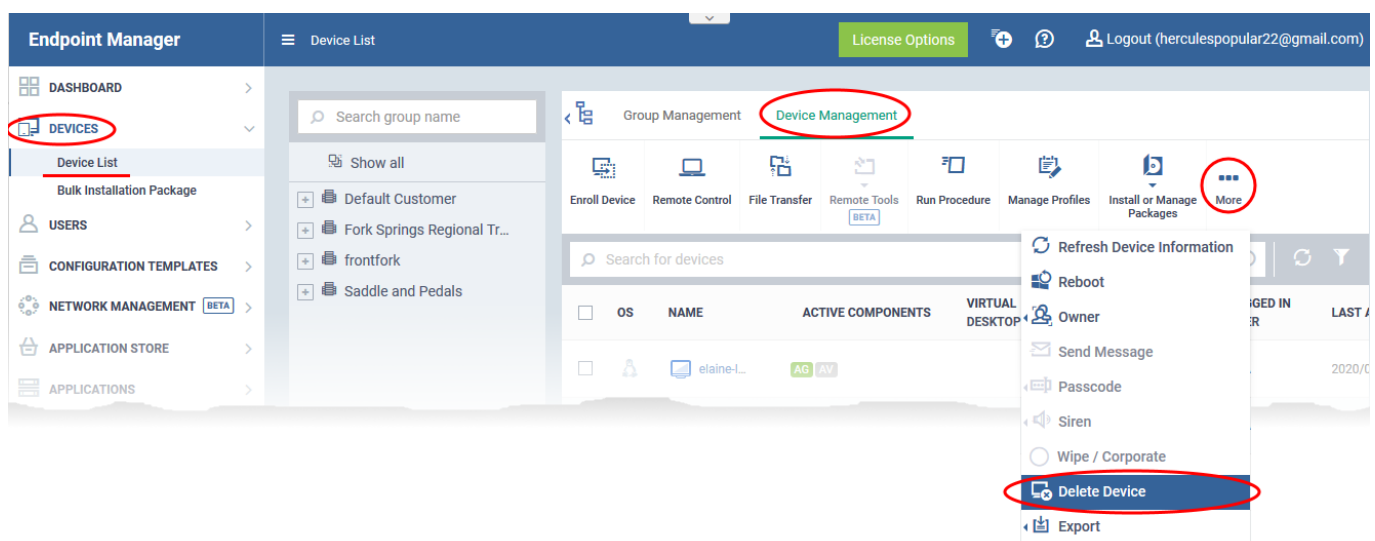 Endpoint Manager
Device List
License Options
Logout (herculespopular22@gmail.com)
DASHBOARD
DEVICES
Device List
Bulk Installation Package
USERS
CONFIGURATION TEMPLATES
NETWORK MANAGEMENT BETA
APPLICATION STORE
APPLICATIONS
Search group name
Show all
Default Customer
Fork Springs Regional Tr...
frontfork
Saddle and Pedals
Group Management
Device Management
Enroll Device
Remote Control
File Transfer
Remote Tools
BETA
Run Procedure
Manage Profiles
Install or Manage
Packages
More
Search for devices
OS
NAME
ACTIVE COMPONENTS
VIRTUAL
DESKTOP
GED IN
ER
LAST A
elaine-l...
AG AV
2020/0
Refresh Device Information
Reboot
Owner
Send Message
Passcode
Siren
Wipe / Corporate
Delete Device
Export